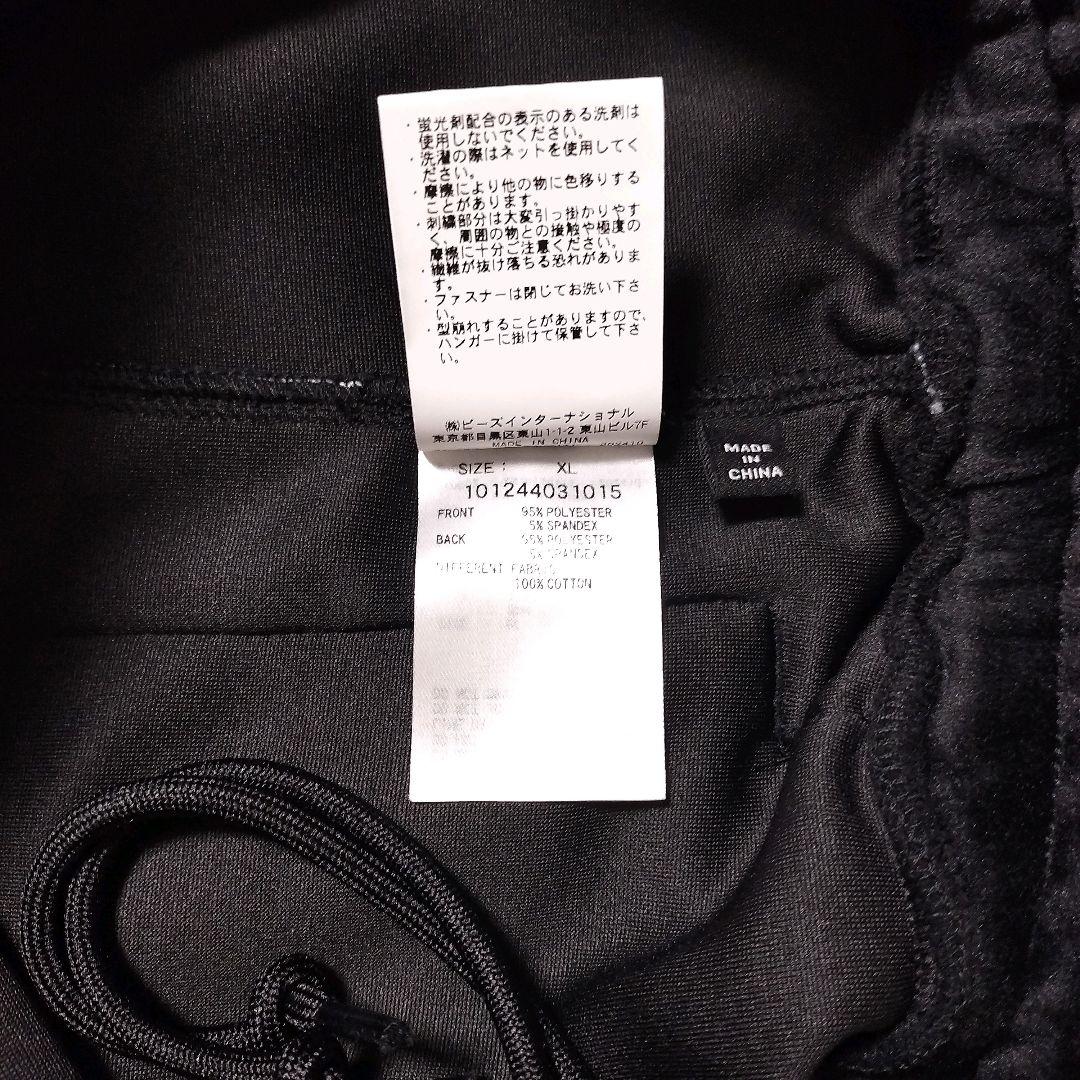 ・蛍光剤配合の表示のある洗剤は
使用しないでください。
・洗濯の際はネットを使用してく
ださい。
・摩擦により他の物に色移りする
ことがあります。
・刺繍部分は大変引っ掛かりやす
く、周囲の物との接触や極度の
摩擦に十分ご注意ください。
・繊維が抜け落ちる恐れがありま
す。
・ファスナーは閉じてお洗い下さ
い。
・型崩れすることがありますので、
ハンガーに掛けて保管して下さ
い。
㈱ビーズインターナショナル
東京都目黒区東山1-1-2 東山ビル7F
MADE IN CHINA
SIZE : XL
101244031015
FRONT 95% POLYESTER
5% SPANDEX
BACK 95% POLYESTER
5% SPANDEX
DIFFERENT FABRIC
100% COTTON
MADE
IN
CHINA